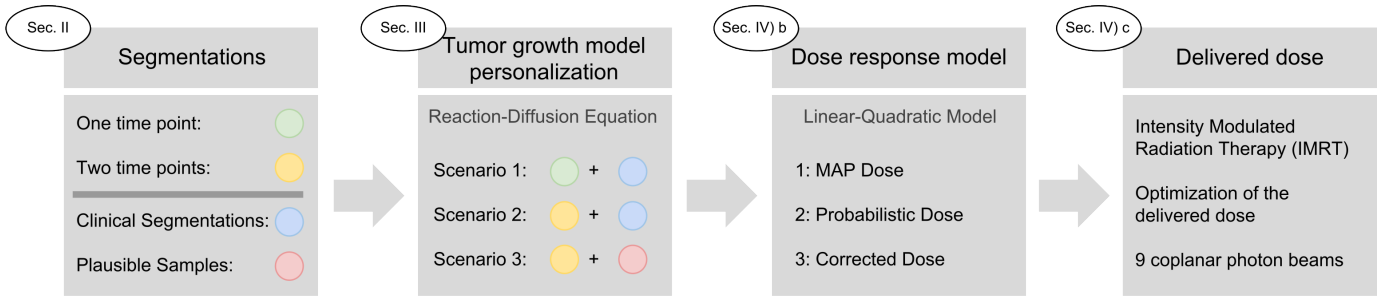 Sec. II
Segmentations
One time point:
Two time points:
Clinical Segmentations:
Plausible Samples:
Sec. III
Tumor growth model
personalization
Reaction-Diffusion Equation
Scenario 1: +
Scenario 2: +
Scenario 3: +
Sec. IV) b
Dose response model
Linear-Quadratic Model
1: MAP Dose
2: Probabilistic Dose
3: Corrected Dose
Sec. IV) c
Delivered dose
Intensity Modulated
Radiation Therapy (IMRT)
Optimization of the
delivered dose
9 coplanar photon beams